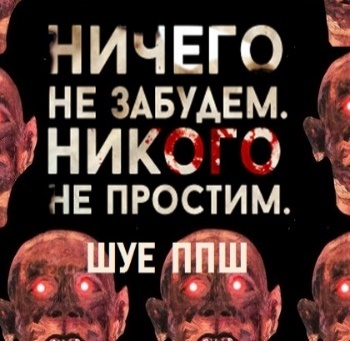 НИЧЕГО
НЕ ЗАБУДЕМ.
НИКОГО
НЕ ПРОСТИМ.
ШУЕ ППШ